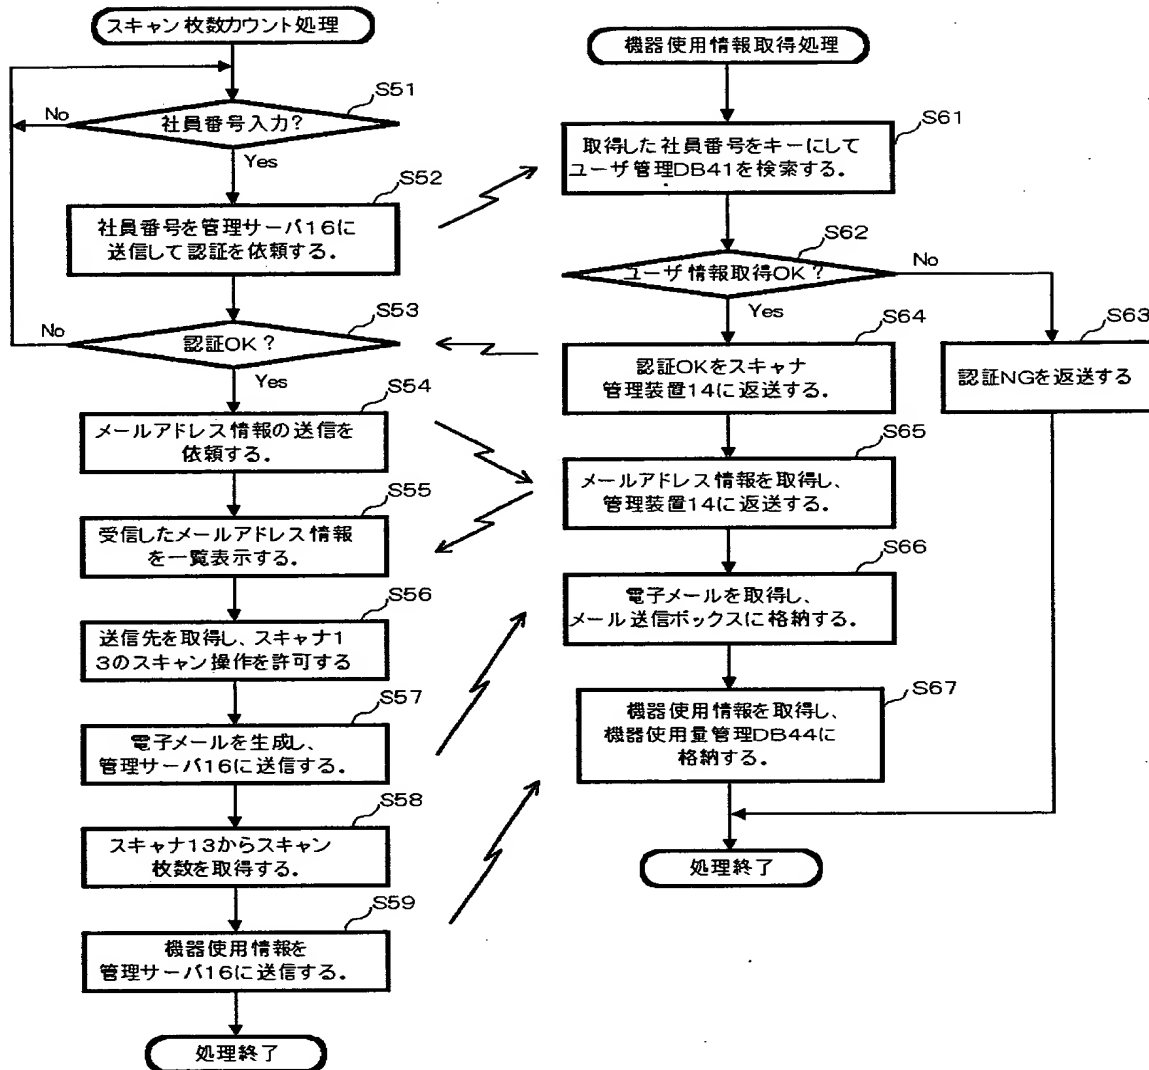 スキャン枚数カウント処理
S51
社員番号入力?
No
Yes
S52
社員番号を管理サーバ16に
送信して認証を依頼する。
S53
認証OK?
No
Yes
S54
メールアドレス情報の送信を
依頼する。
S55
受信したメールアドレス情報
を一覧表示する。
S56
送信先を取得し、スキャナ1
3のスキャン操作を許可する
S57
電子メールを生成し、
管理サーバ16に送信する。
S58
スキャナ13からスキャン
枚数を取得する。
S59
機器使用情報を
管理サーバ16に送信する。
処理終了
機器使用情報取得処理
S61
取得した社員番号をキーにして
ユーザ管理DB41を検索する。
S62
ユーザ情報取得OK?
No
Yes
S63
認証NGを返送する
S64
認証OKをスキャナ
管理装置14に返送する。
S65
メールアドレス情報を取得し、
管理装置14に返送する。
S66
電子メールを取得し、
メール送信ボックスに格納する。
S67
機器使用情報を取得し、
機器使用量管理DB44に
格納する。
処理終了